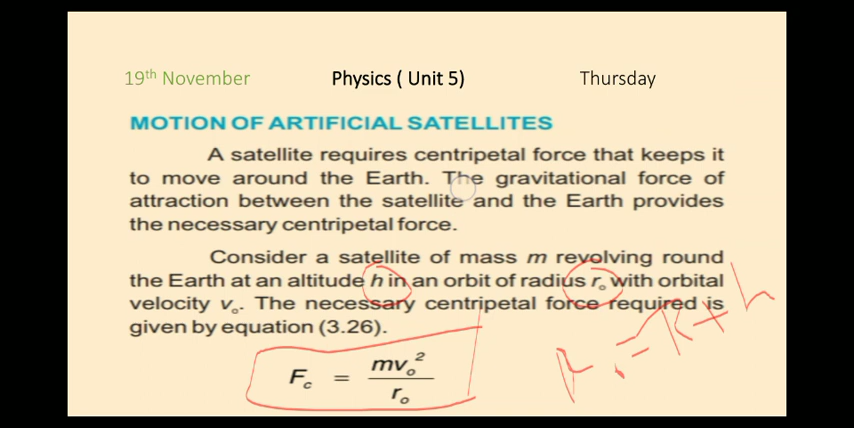 19th November Physics ( Unit 5) Thursday
MOTION OF ARTIFICIAL SATELLITES
A satellite requires centripetal force that keeps it
to move around the Earth. The gravitational force of
attraction between the satellite and the Earth provides
the necessary centripetal force.
Consider a satellite of mass m revolving round
the Earth at an altitude h in an orbit of radius r₀ with orbital
velocity v₀. The necessary centripetal force required is
given by equation (3.26).
r₀ = R + h
F_c = mv₀² / r₀